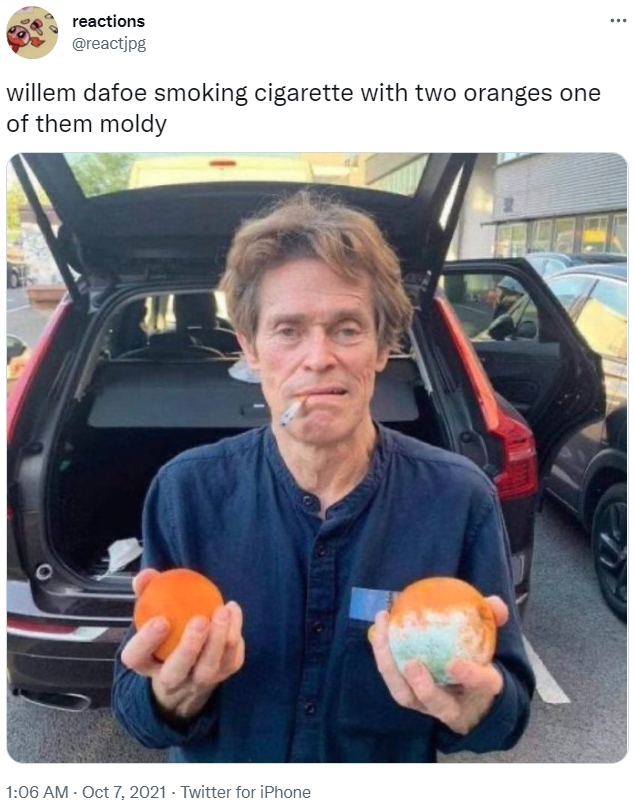 reactions
@reactjpg
willem dafoe smoking cigarette with two oranges one
of them moldy
1:06 AM · Oct 7, 2021 · Twitter for iPhone